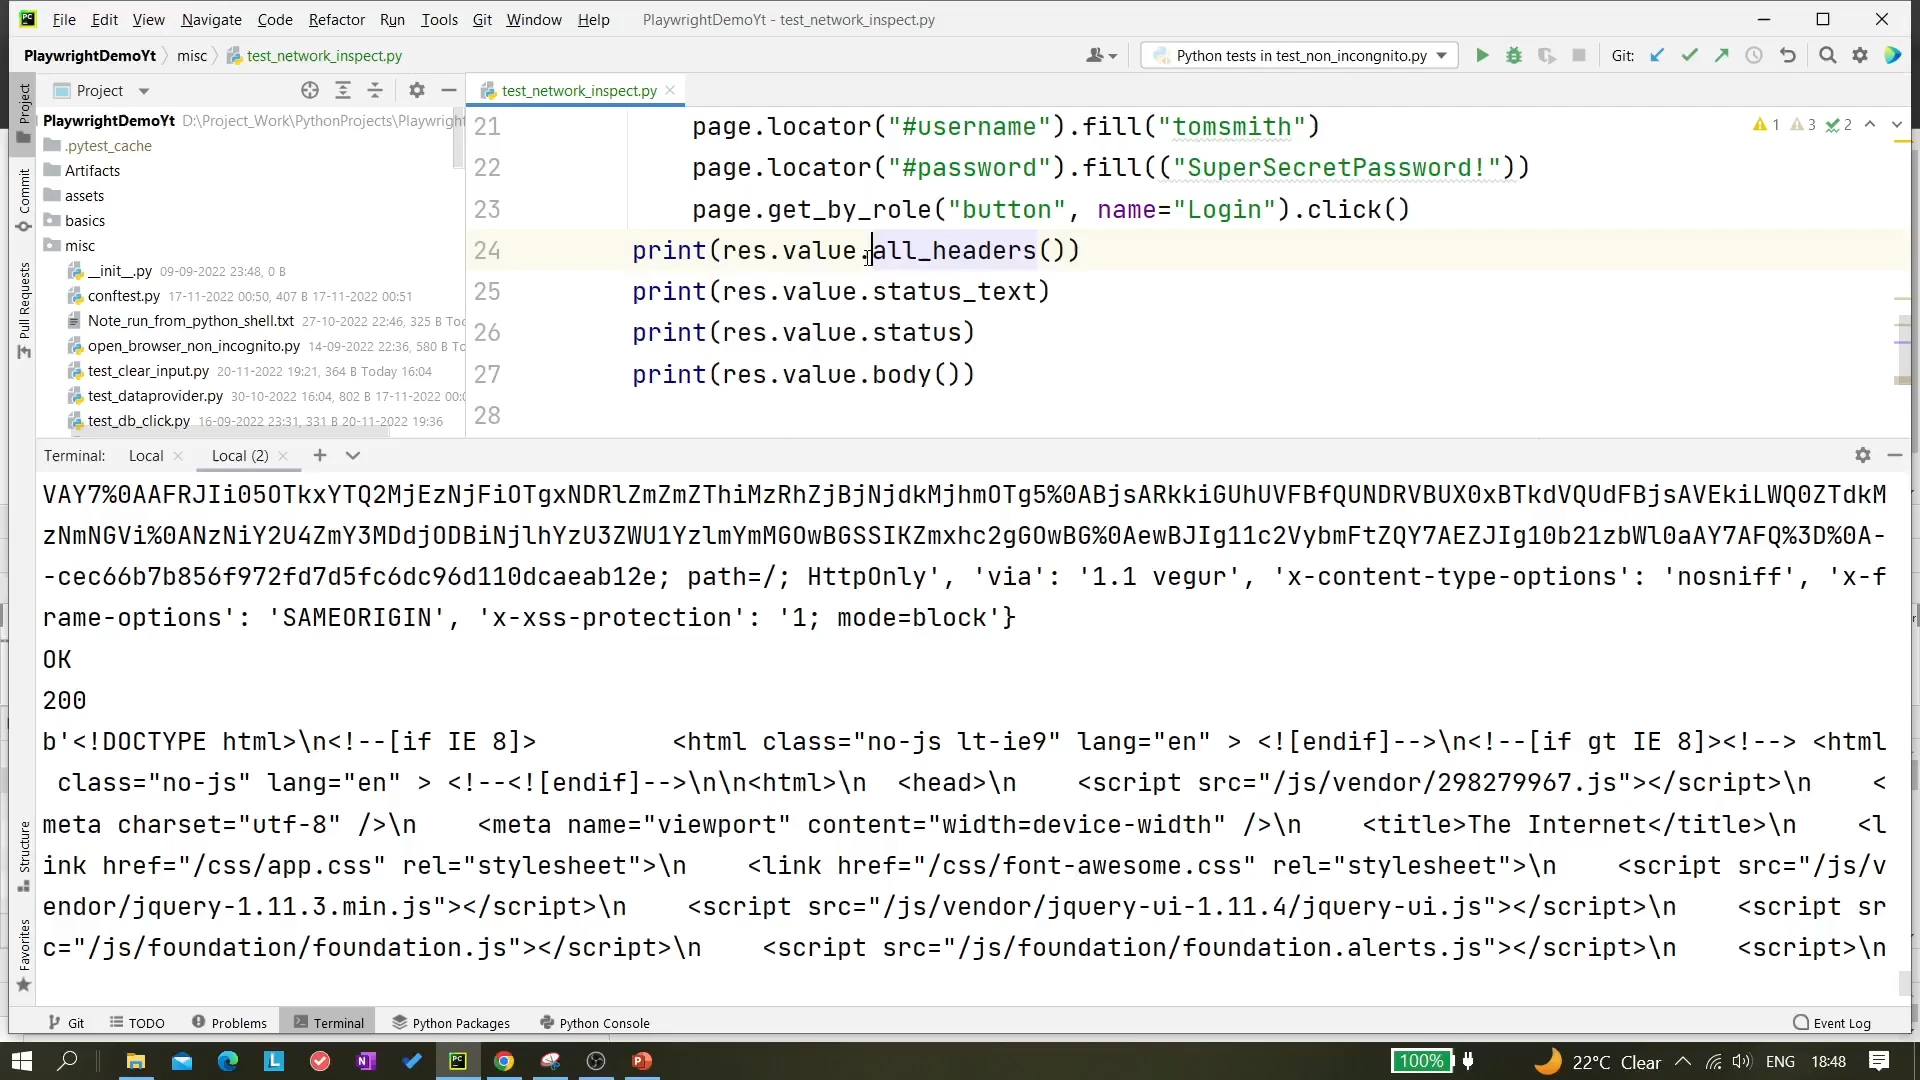 File Edit View Navigate Code Refactor Run Tools Git Window Help PlaywrightDemoYt - test_network_inspect.py
PlaywrightDemoYt misc test_network_inspect.py Python tests in test_non_incongnito.py Git:
Project test_network_inspect.py
PlaywrightDemoYt D:\Project_Work\PythonProjects\Playwright
.pytest_cache
Artifacts
assets
basics
misc
__init__.py 09-09-2022 23:48, 0 B
conftest.py 17-11-2022 00:50, 407 B 17-11-2022 00:51
Note_run_from_python_shell.txt 27-10-2022 22:46, 325 B Too
open_browser_non_incognito.py 14-09-2022 22:36, 580 B To
test_clear_input.py 20-11-2022 19:21, 364 B Today 16:04
test_dataprovider.py 30-10-2022 16:04, 802 B 17-11-2022 00:
test_db_click.py 16-09-2022 23:31, 331 B 20-11-2022 19:36
Project
Commit
Pull Requests
Structure
Favorites
1 3 2
21 page.locator("#username").fill("tomsmith")
22 page.locator("#password").fill(("SuperSecretPassword!"))
23 page.get_by_role("button", name="Login").click()
24 print(res.value.all_headers())
25 print(res.value.status_text)
26 print(res.value.status)
27 print(res.value.body())
28
Terminal: Local Local (2)
VAY7%0AAFRJIi05OTkxYTQ2MjEzNjFiOTgxNDRlZmZmZThiMzRhZjBjNjdkMjhmOTg5%0ABjsARkkiGUhUVFBfQUNDRVBUX0xBTkdVQUdFBjsAVEkiLWQ0ZTdkM
zNmNGVi%0ANzNiY2U4ZmY3MDdjODBiNjlhYzU3ZWU1YzlmYmMGOwBGSSIKZmxhc2gGOwBG%0AewBJIg11c2VybmFtZQY7AEZJIg10b21zbWl0aAY7AFQ%3D%0A-
-cec66b7b856f972fd7d5fc6dc96d110dcaeab12e; path=/; HttpOnly', 'via': '1.1 vegur', 'x-content-type-options': 'nosniff', 'x-f
rame-options': 'SAMEORIGIN', 'x-xss-protection': '1; mode=block'}
OK
200
b'<!DOCTYPE html>\n<!--[if IE 8]> <html class="no-js lt-ie9" lang="en" > <![endif]-->\n<!--[if gt IE 8]><!--> <html
class="no-js" lang="en" > <!--<![endif]-->\n\n<html>\n <head>\n <script src="/js/vendor/298279967.js"></script>\n <
meta charset="utf-8" />\n <meta name="viewport" content="width=device-width" />\n <title>The Internet</title>\n <l
ink href="/css/app.css" rel="stylesheet">\n <link href="/css/font-awesome.css" rel="stylesheet">\n <script src="/js/v
endor/jquery-1.11.3.min.js"></script>\n <script src="/js/vendor/jquery-ui-1.11.4/jquery-ui.js"></script>\n <script sr
c="/js/foundation/foundation.js"></script>\n <script src="/js/foundation/foundation.alerts.js"></script>\n <script>\n
Git TODO Problems Terminal Python Packages Python Console Event Log
100% 22°C Clear ENG 18:48